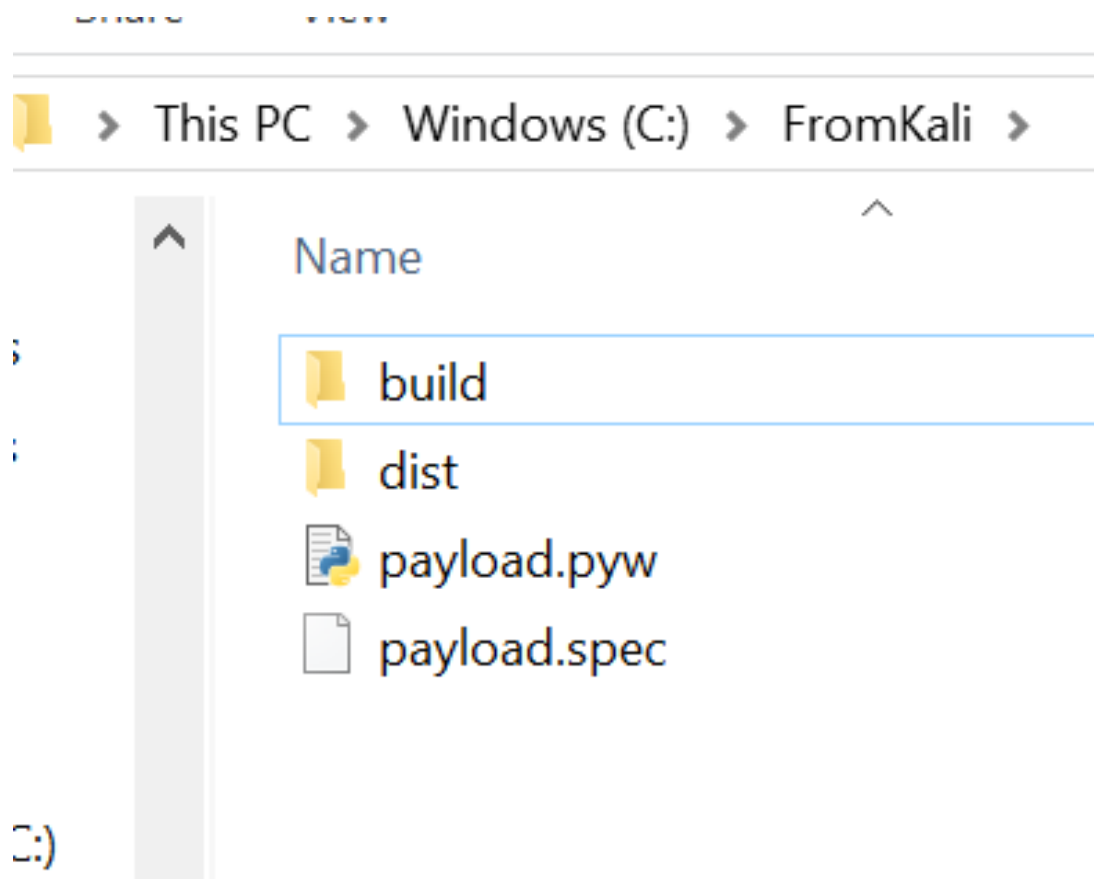 This PC > Windows (C:) > FromKali >
Name
build
dist
payload.pyw
payload.spec
C:)